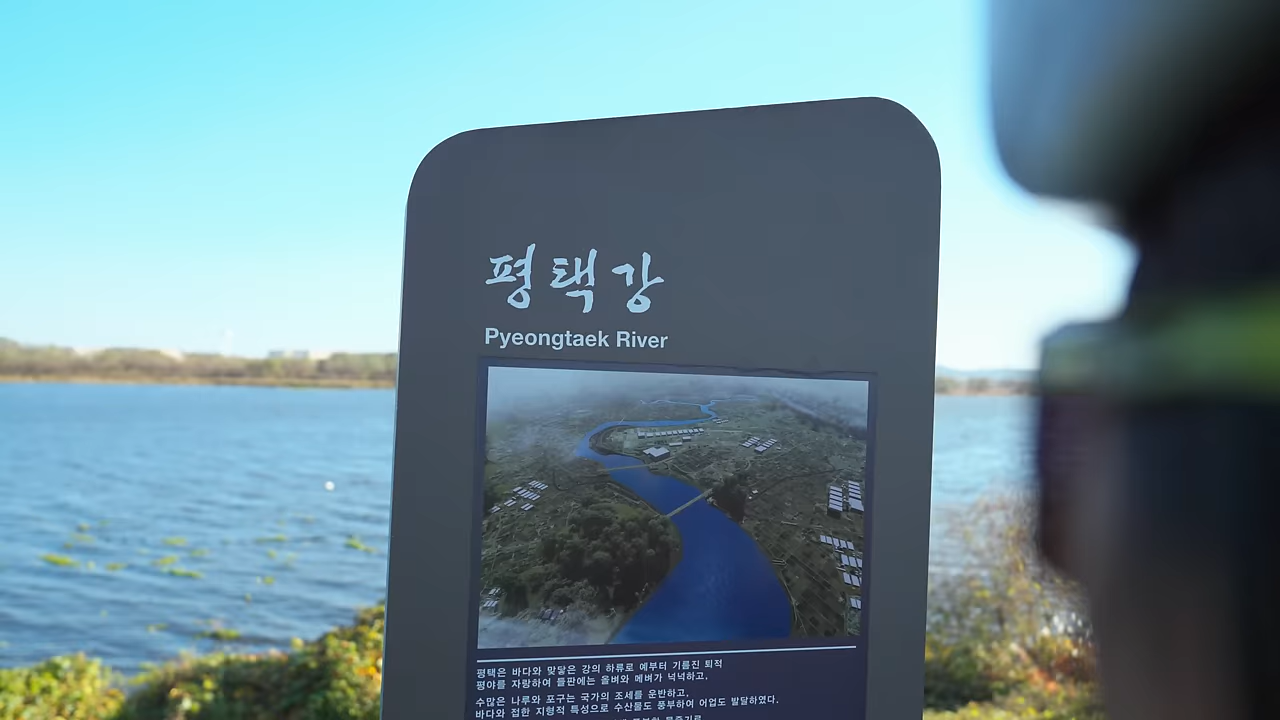 평택강
Pyeongtaek River
평택은 바다와 맞닿은 강의 하류로 예부터 기름진 퇴적
평야를 자랑하여 들판에는 올벼와 메벼가 넉넉하고,
수많은 나루와 포구는 국가의 조세를 운반하고,
바다와 접한 지형적 특성으로 수산물도 풍부하여 어업도 발달하였다.